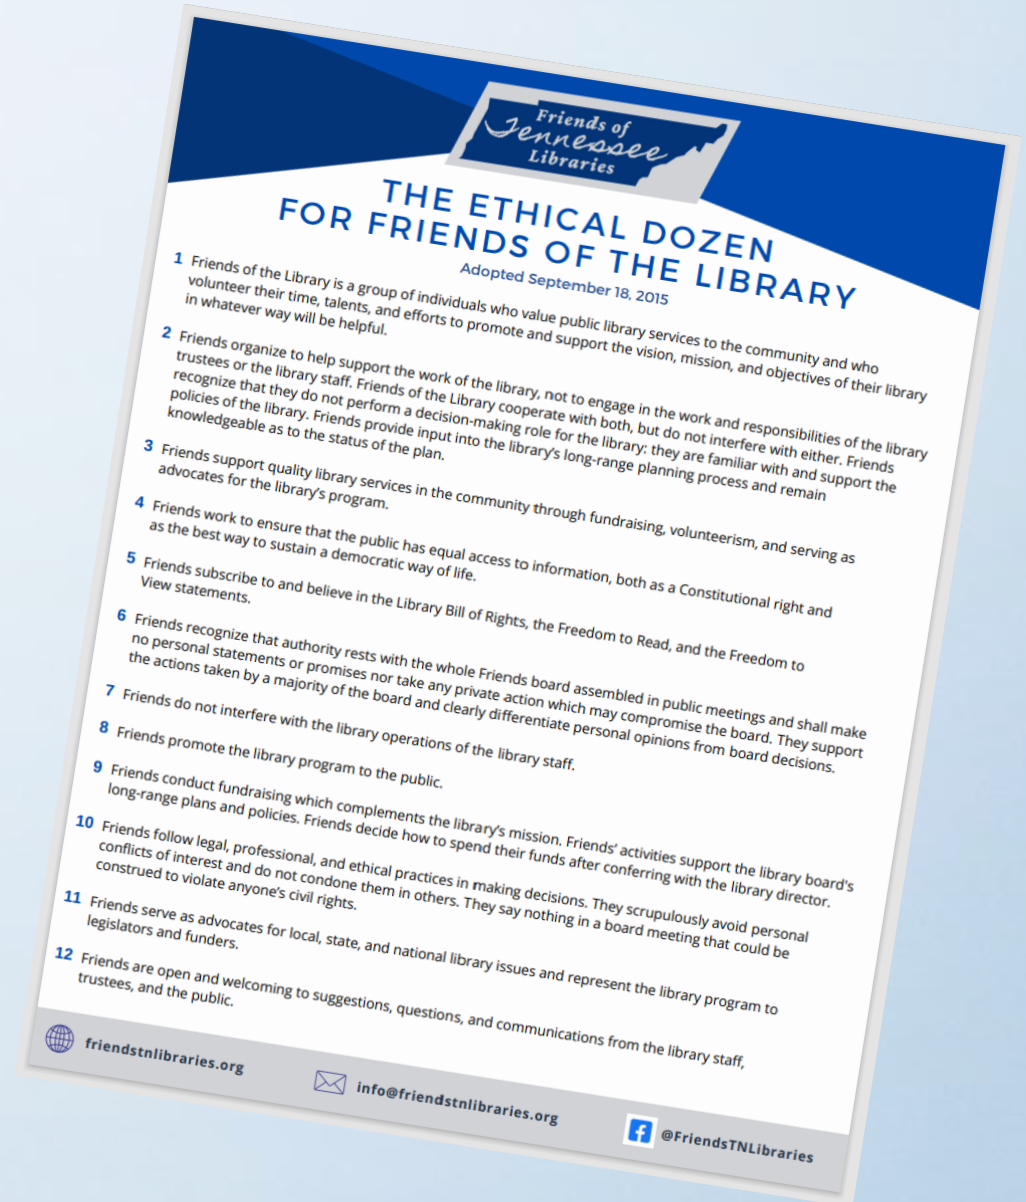 Friends of
Tennessee
Libraries
THE ETHICAL DOZEN
FOR FRIENDS OF THE LIBRARY
Adopted September 18, 2015
1 Friends of the Library is a group of individuals who value public library services to the community and who
volunteer their time, talents, and efforts to promote and support the vision, mission, and objectives of their library
in whatever way will be helpful.
2 Friends organize to help support the work of the library, not to engage in the work and responsibilities of the library
trustees or the library staff. Friends of the Library cooperate with both, but do not interfere with either. Friends
recognize that they do not perform a decision-making role for the library; they are familiar with and support the
policies of the library. Friends provide input into the library's long-range planning process and remain
knowledgeable as to the status of the plan.
3 Friends support quality library services in the community through fundraising, volunteerism, and serving as
advocates for the library's program.
4 Friends work to ensure that the public has equal access to information, both as a Constitutional right and
as the best way to sustain a democratic way of life.
5 Friends subscribe to and believe in the Library Bill of Rights, the Freedom to Read, and the Freedom to
View statements.
6 Friends recognize that authority rests with the whole Friends board assembled in public meetings and shall make
no personal statements or promises nor take any private action which may compromise the board. They support
the actions taken by a majority of the board and clearly differentiate personal opinions from board decisions.
7 Friends do not interfere with the library operations of the library staff.
8 Friends promote the library program to the public.
9 Friends conduct fundraising which complements the library's mission. Friends' activities support the library board's
long-range plans and policies. Friends decide how to spend their funds after conferring with the library director.
10 Friends follow legal, professional, and ethical practices in making decisions. They scrupulously avoid personal
conflicts of interest and do not condone them in others. They say nothing in a board meeting that could be
construed to violate anyone's civil rights.
11 Friends serve as advocates for local, state, and national library issues and represent the library program to
legislators and funders.
12 Friends are open and welcoming to suggestions, questions, and communications from the library staff,
trustees, and the public.
friendstnlibraries.org
info@friendstnlibraries.org
@FriendsTNLibraries